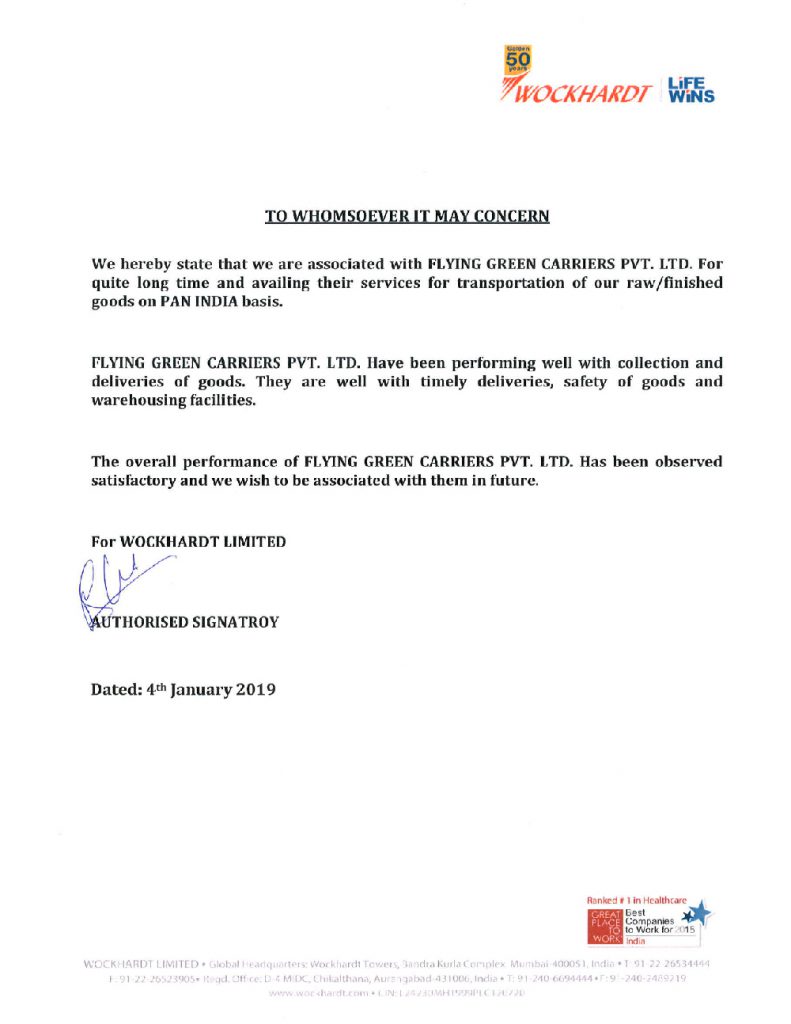 Golden
50
years
WOCKHARDT LiFE
WiNS
TO WHOMSOEVER IT MAY CONCERN
We hereby state that we are associated with FLYING GREEN CARRIERS PVT. LTD. For
quite long time and availing their services for transportation of our raw/finished
goods on PAN INDIA basis.
FLYING GREEN CARRIERS PVT. LTD. Have been performing well with collection and
deliveries of goods. They are well with timely deliveries, safety of goods and
warehousing facilities.
The overall performance of FLYING GREEN CARRIERS PVT. LTD. Has been observed
satisfactory and we wish to be associated with them in future.
For WOCKHARDT LIMITED
AUTHORISED SIGNATROY
Dated: 4th January 2019
Ranked # 1 in Healthcare
GREAT
PLACE
TO
WORK
Best
Companies
to Work for 2015
India
WOCKHARDT LIMITED • Global Headquarters: Wockhardt Towers, Bandra Kurla Complex, Mumbai-400051, India • T: 91-22-26534444
F: 91-22-26523905• Regd. Office: D-4 MIDC, Chikalthana, Aurangabad-431006, India • T: 91-240-6694444 • F: 91-240-2489219
www.wockhardt.com • CIN: